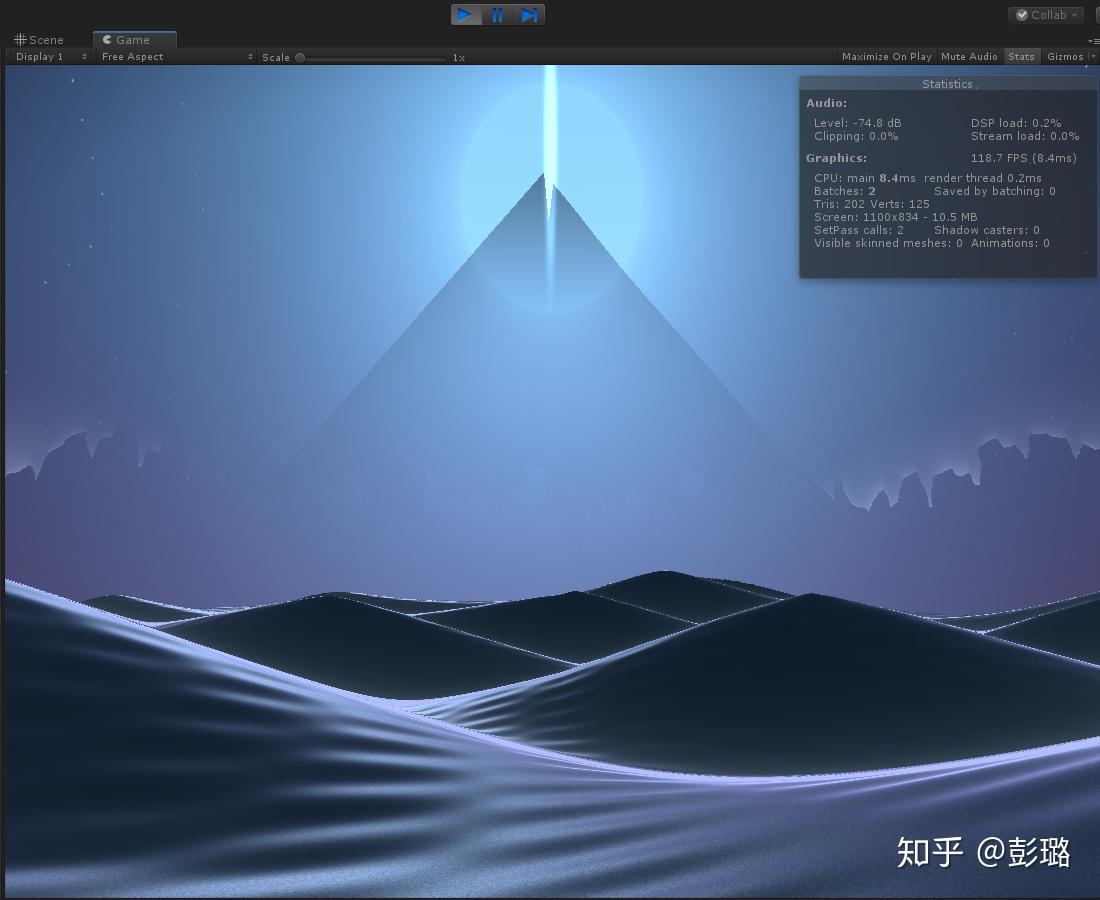 Collab
Scene
Game
Display 1 Free Aspect Scale 1x Maximize On Play Mute Audio Stats Gizmos
Statistics
Audio:
Level: -74.8 dB DSP load: 0.2%
Clipping: 0.0% Stream load: 0.0%
Graphics: 118.7 FPS (8.4ms)
CPU: main 8.4ms render thread 0.2ms
Batches: 2 Saved by batching: 0
Tris: 202 Verts: 125
Screen: 1100x834 - 10.5 MB
SetPass calls: 2 Shadow casters: 0
Visible skinned meshes: 0 Animations: 0
知乎 @彭璐